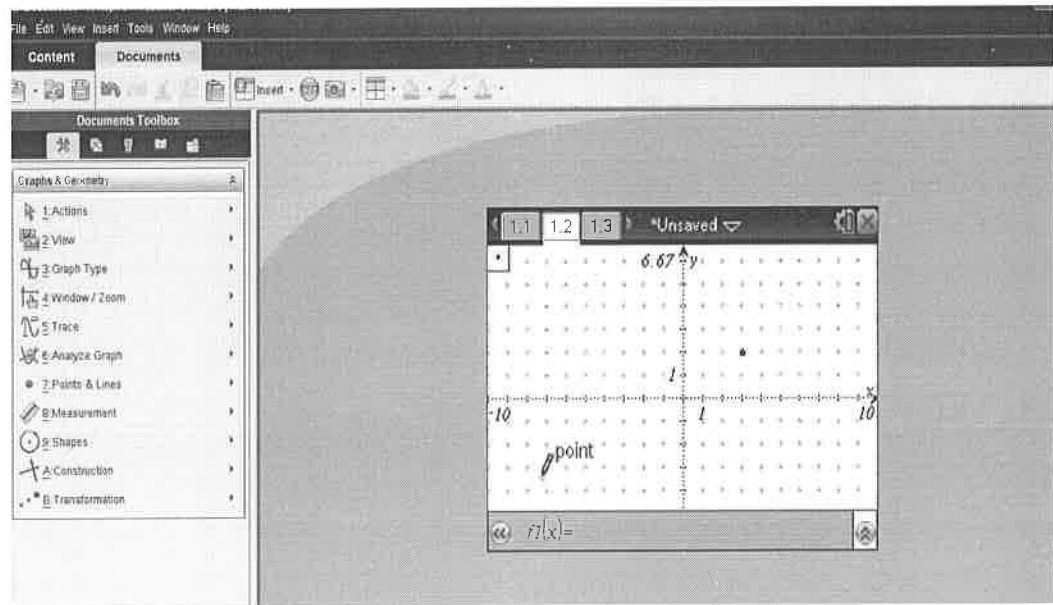 File Edit View Insert Tools Window Help
Content Documents
Insert
Documents Toolbox
Graphs & Geometry
1:Actions
2:View
3:Graph Type
4:Window / Zoom
5:Trace
6:Analyze Graph
7:Points & Lines
8:Measurement
9:Shapes
A:Construction
B:Transformation
1.1 1.2 1.3 *Unsaved
6.67 y
1
x
-10 1 10
point
f1(x)=